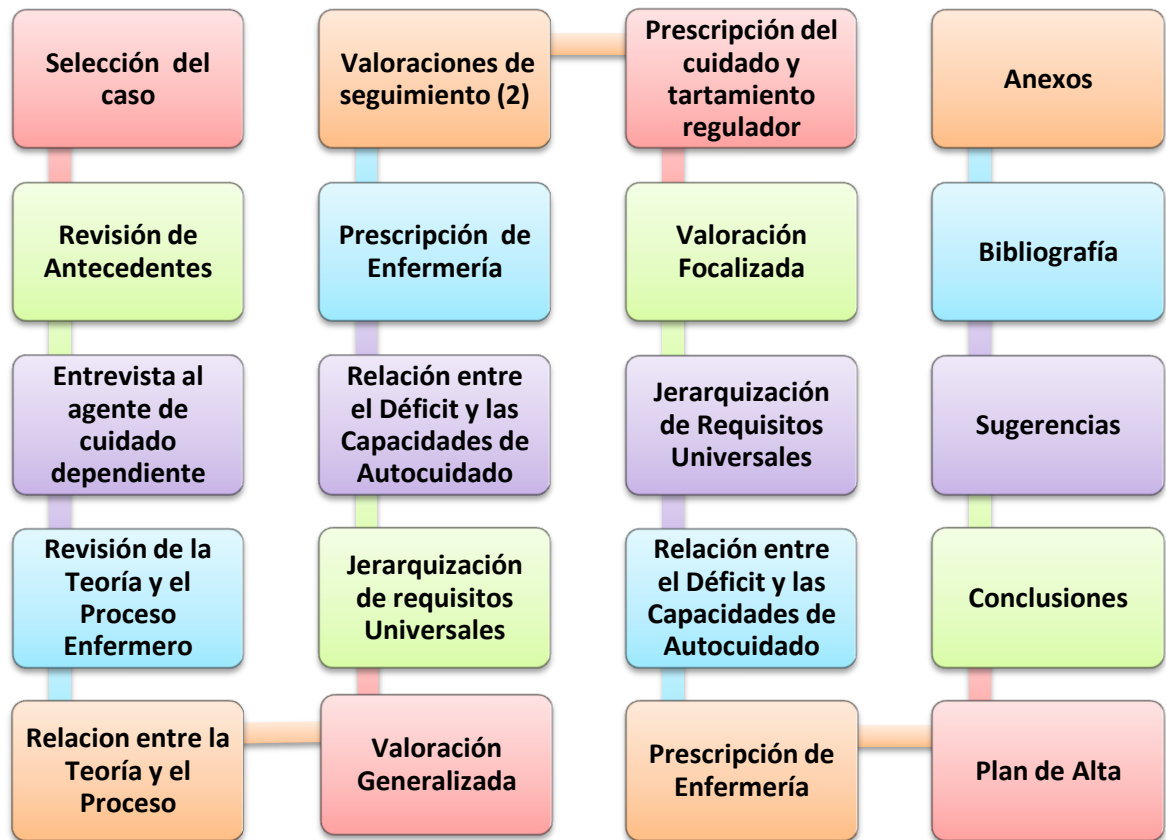 Selección del
caso
Revisión de
Antecedentes
Entrevista al
agente de
cuidado
dependiente
Revisión de la
Teoría y el
Proceso
Enfermero
Relacion entre la
Teoría y el
Proceso
Valoración
Generalizada
Jerarquización
de requisitos
Universales
Relación entre
el Déficit y las
Capacidades de
Autocuidado
Prescripción de
Enfermería
Valoraciones de
seguimiento (2)
Prescripción del
cuidado y
tartamiento
regulador
Valoración
Focalizada
Jerarquización
de Requisitos
Universales
Relación entre
el Déficit y las
Capacidades de
Autocuidado
Prescripción de
Enfermería
Plan de Alta
Conclusiones
Sugerencias
Bibliografía
Anexos